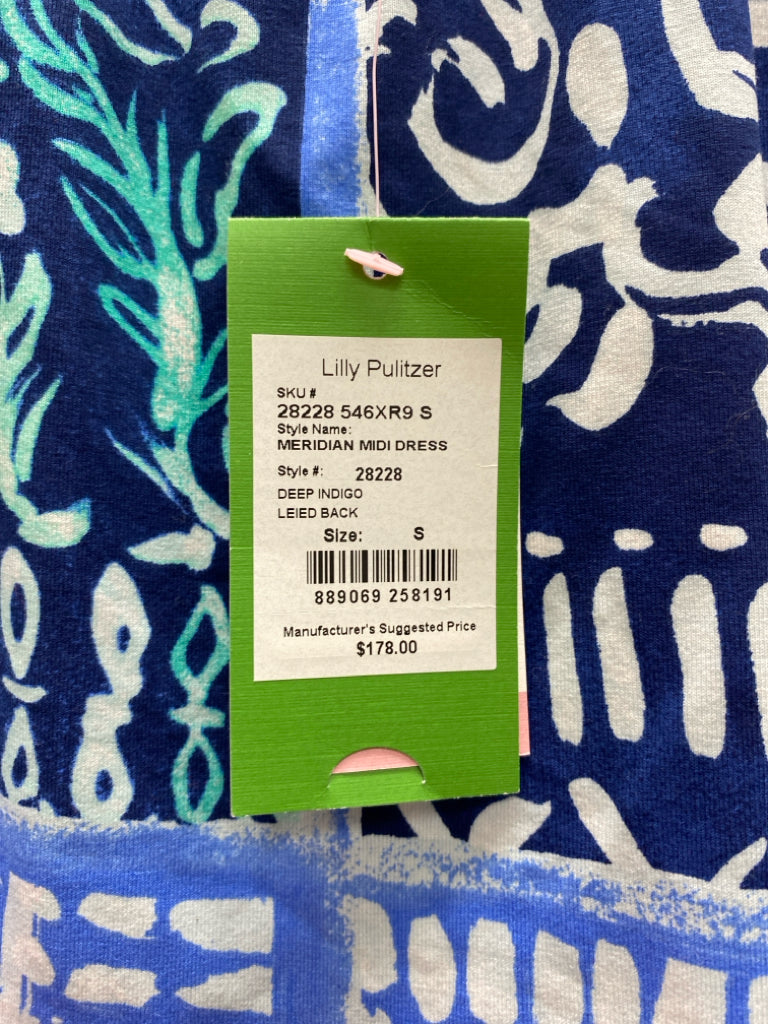 Lilly Pulitzer
SKU #
28228 546XR9 S
Style Name:
MERIDIAN MIDI DRESS
Style #: 28228
DEEP INDIGO
LEIED BACK
Size: S
889069 258191
Manufacturer's Suggested Price
$178.00